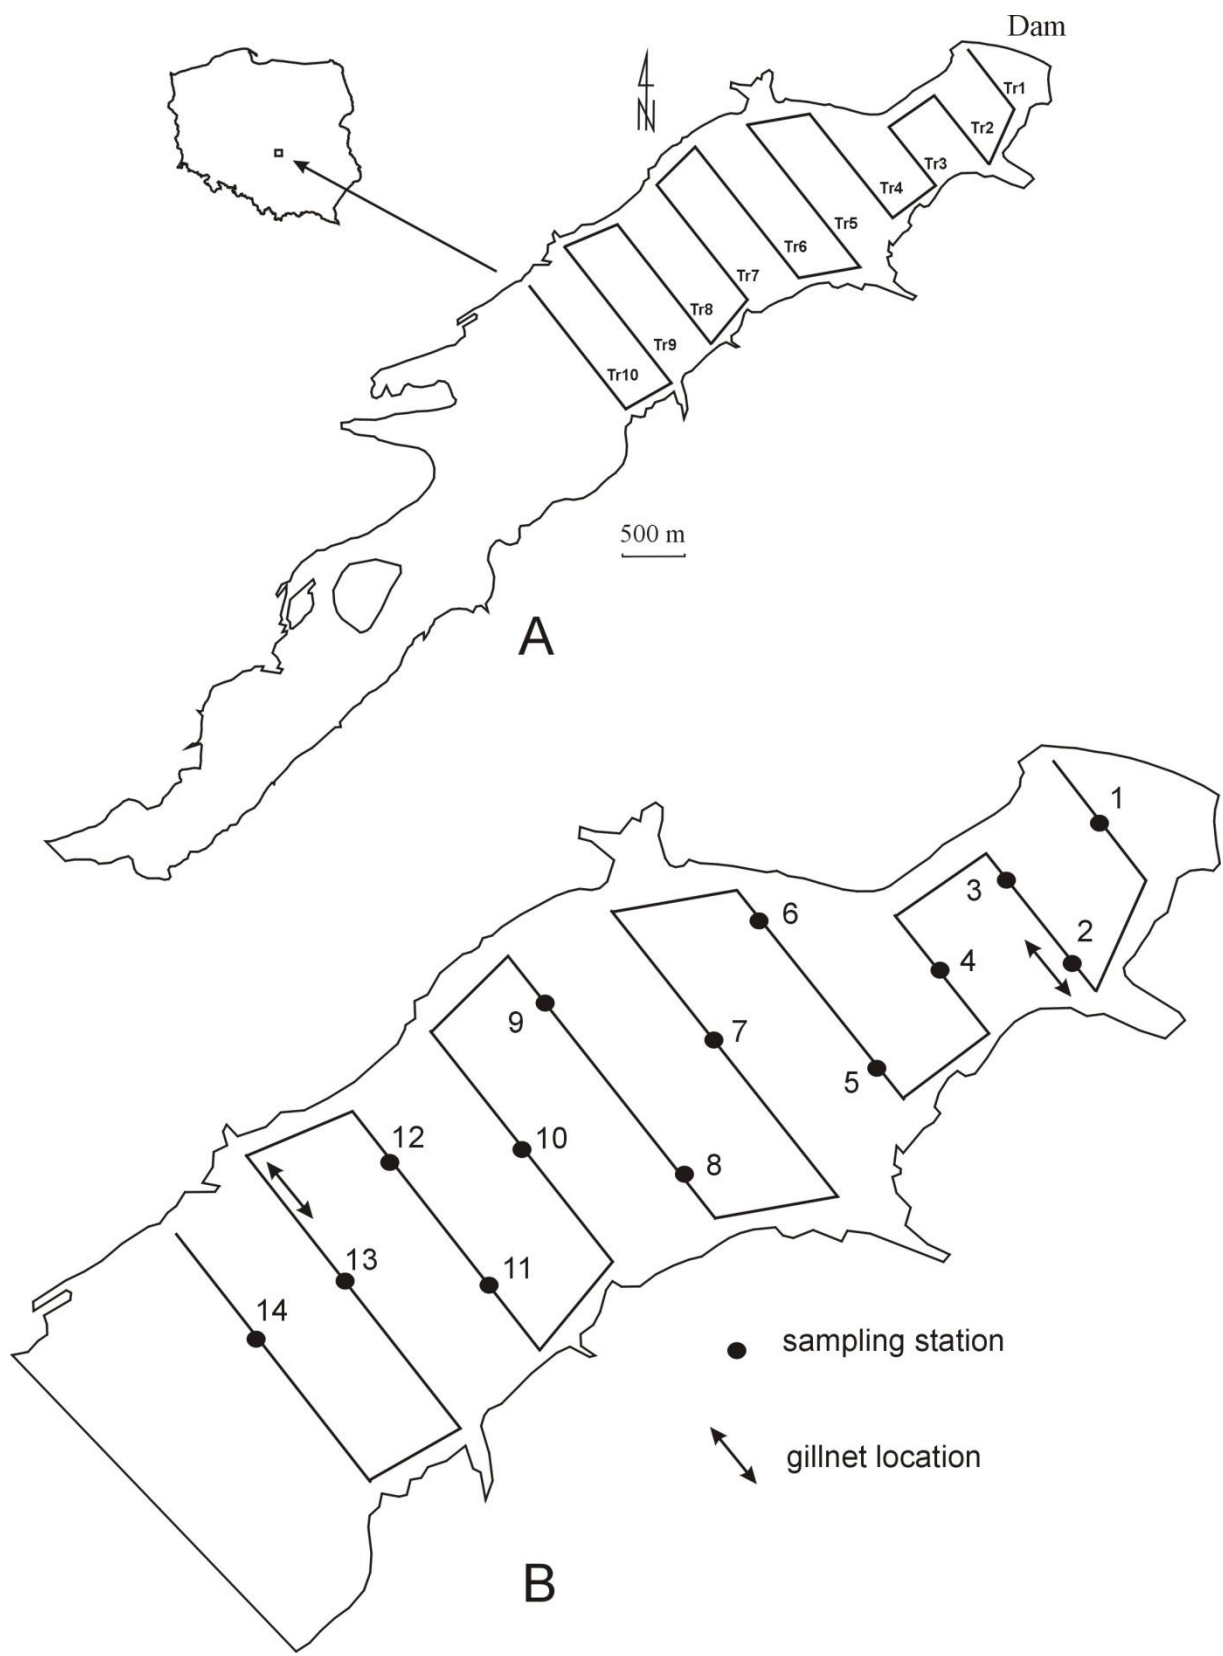 Dam
N
Tr1
Tr2
Tr3
Tr4
Tr5
Tr6
Tr7
Tr8
Tr9
Tr10
500 m
A
1
2
3
4
5
6
7
8
9
10
11
12
13
14
sampling station
gillnet location
B